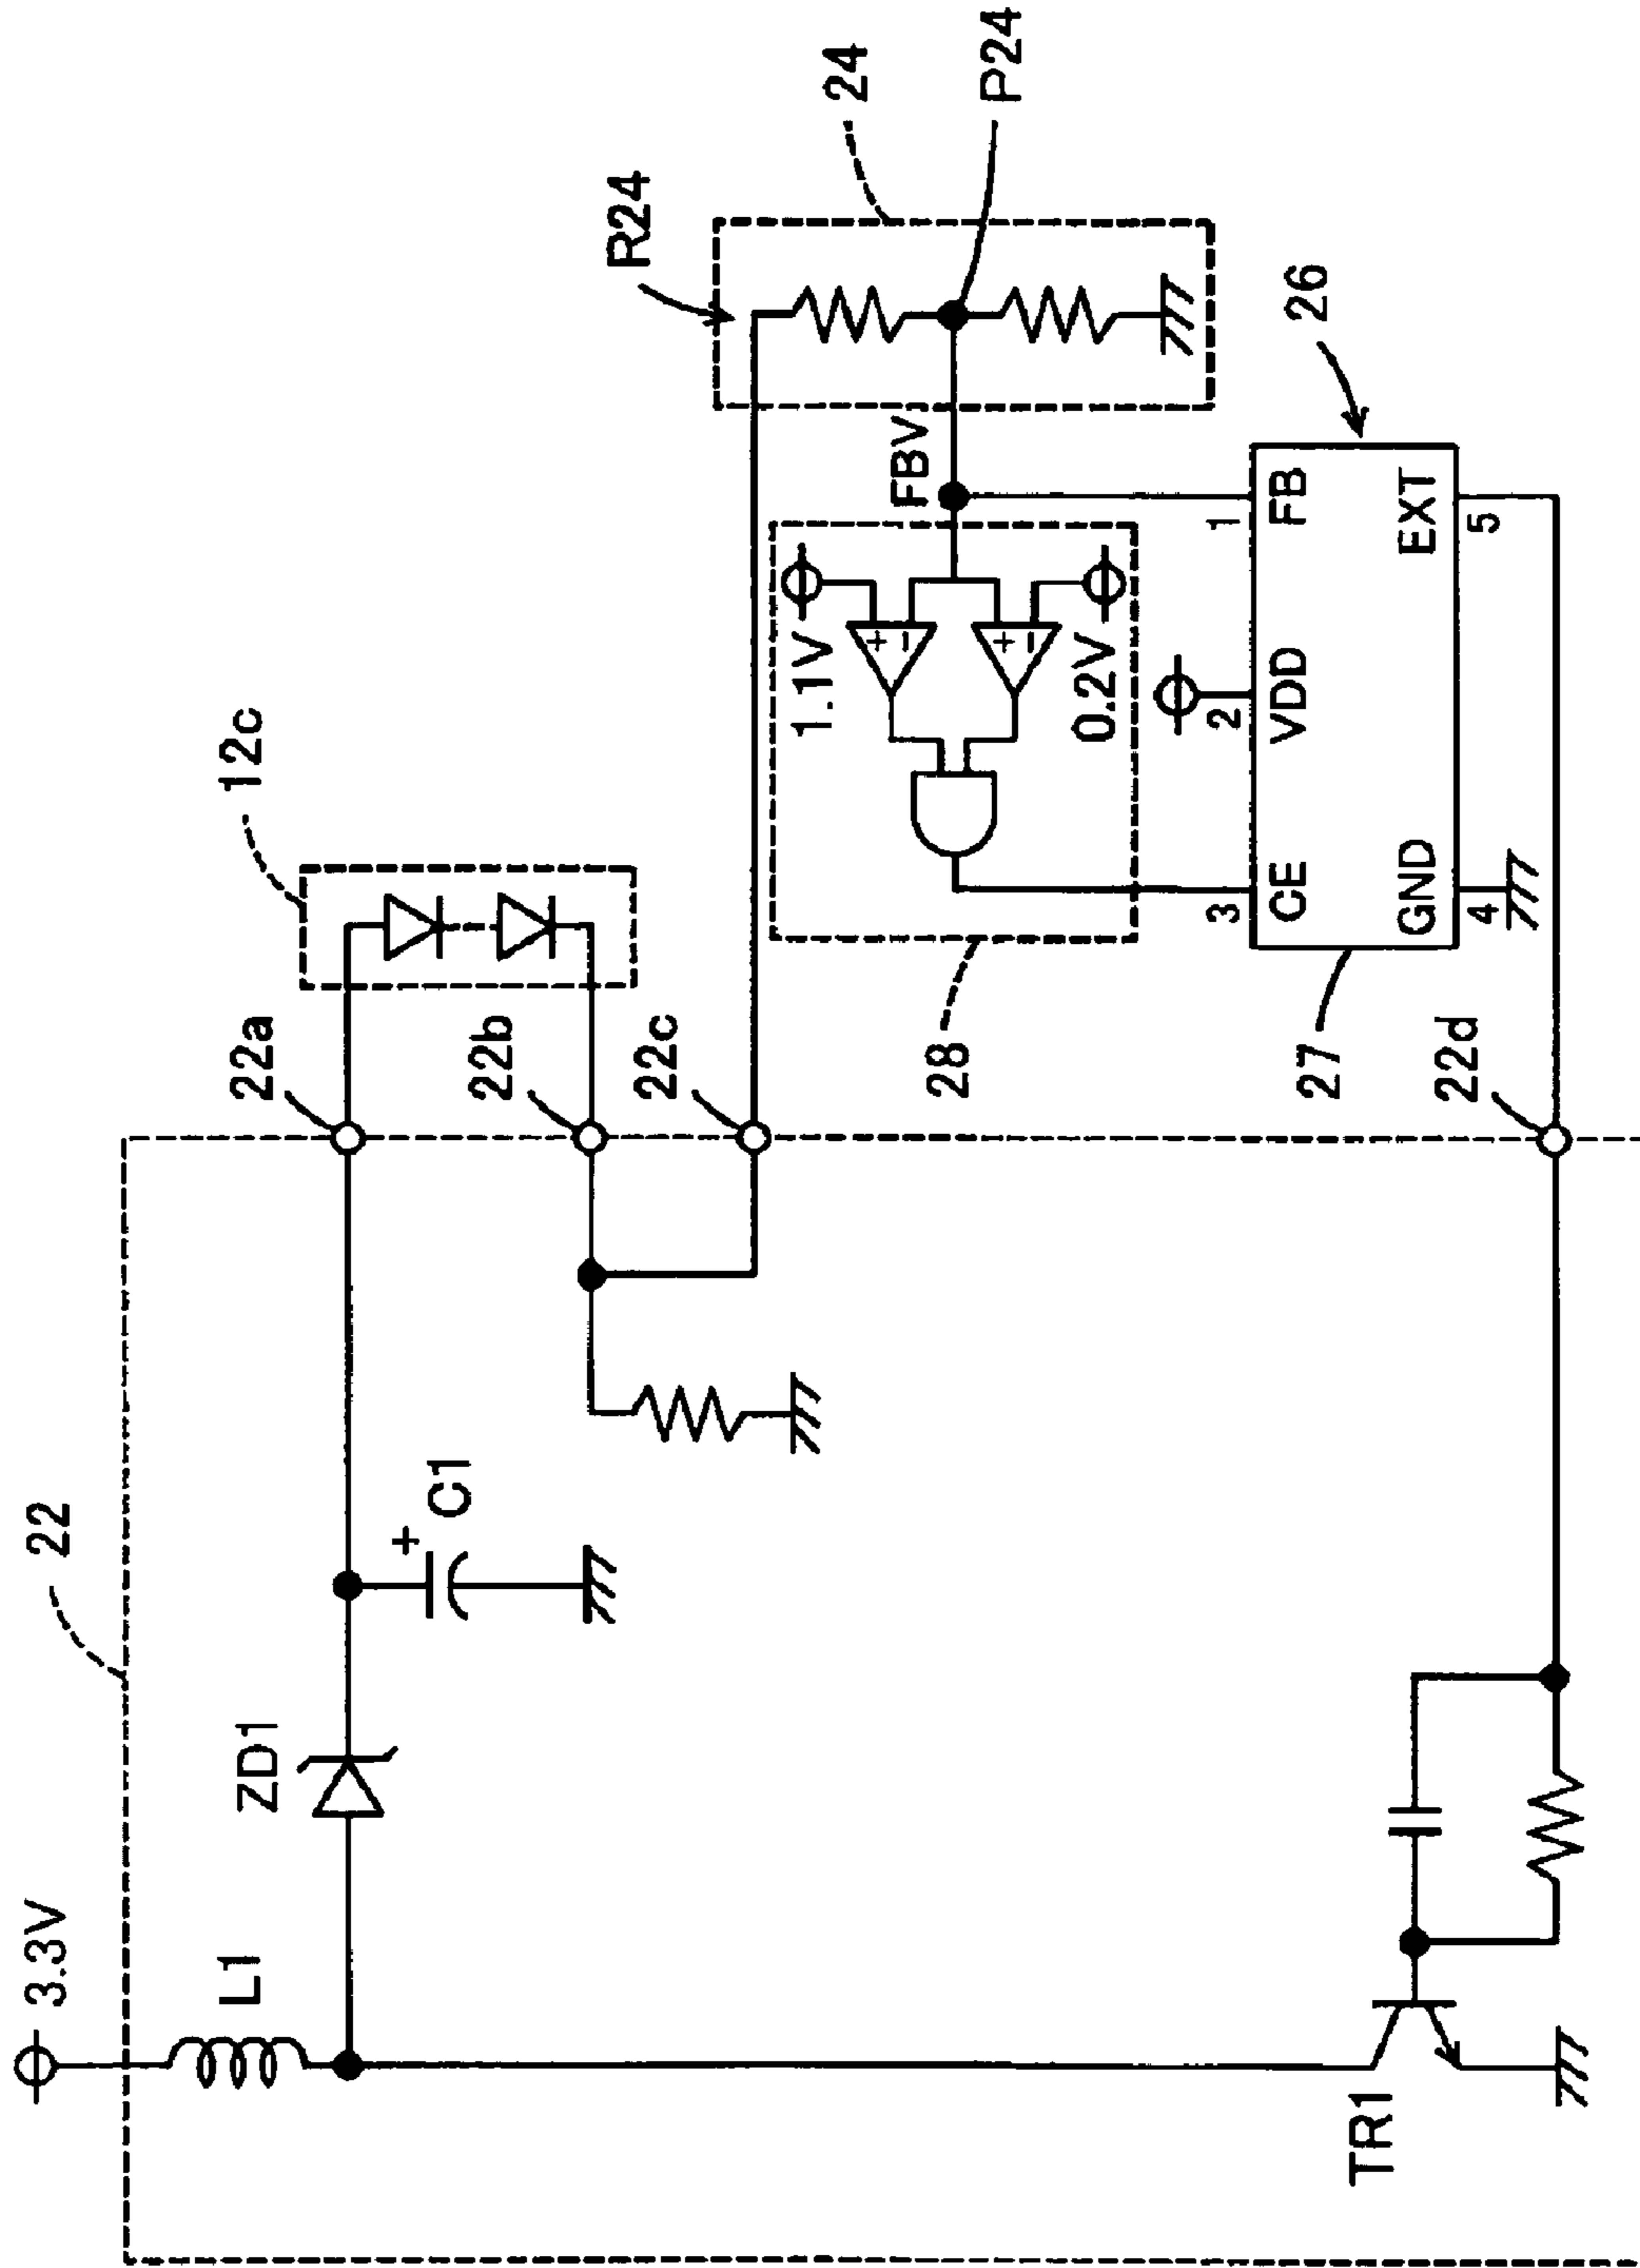 3.3V
22
L1
ZD1
22a
12c
+
C1
22b
R24
22c
1.1V
24
+
−
FBV
28
P24
+
−
0.2V
3
2
1
CE
VDD
FB
26
27
TR1
GND
EXT
22d
4
5